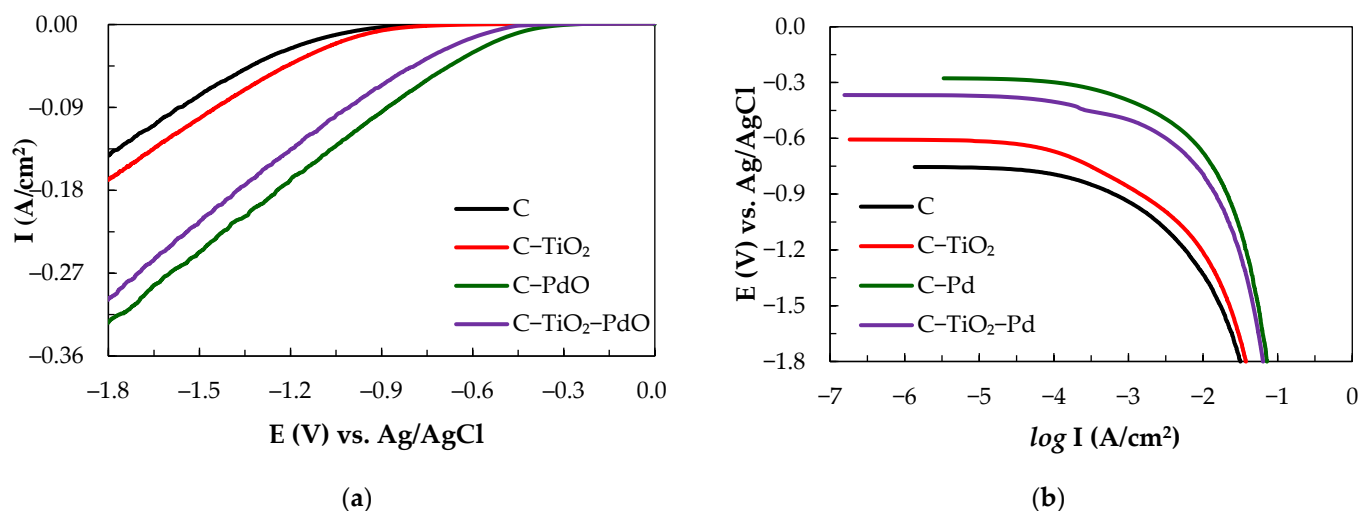 0.00
−0.09
−0.18
−0.27
−0.36
I (A/cm²)
C
C−TiO₂
C−PdO
C−TiO₂−PdO
−1.8 −1.5 −1.2 −0.9 −0.6 −0.3 0.0
E (V) vs. Ag/AgCl
(a)
0.0
−0.3
−0.6
−0.9
−1.2
−1.5
−1.8
E (V) vs. Ag/AgCl
C
C−TiO₂
C−Pd
C−TiO₂−Pd
−7 −6 −5 −4 −3 −2 −1 0
log I (A/cm²)
(b)